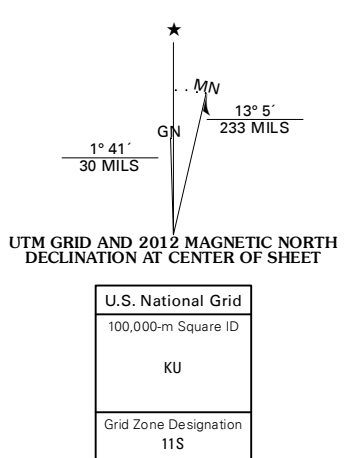 MN
13° 5´
233 MILS
GN
1° 41´
30 MILS
UTM GRID AND 2012 MAGNETIC NORTH
DECLINATION AT CENTER OF SHEET
U.S. National Grid
100,000-m Square ID
KU
Grid Zone Designation
11S